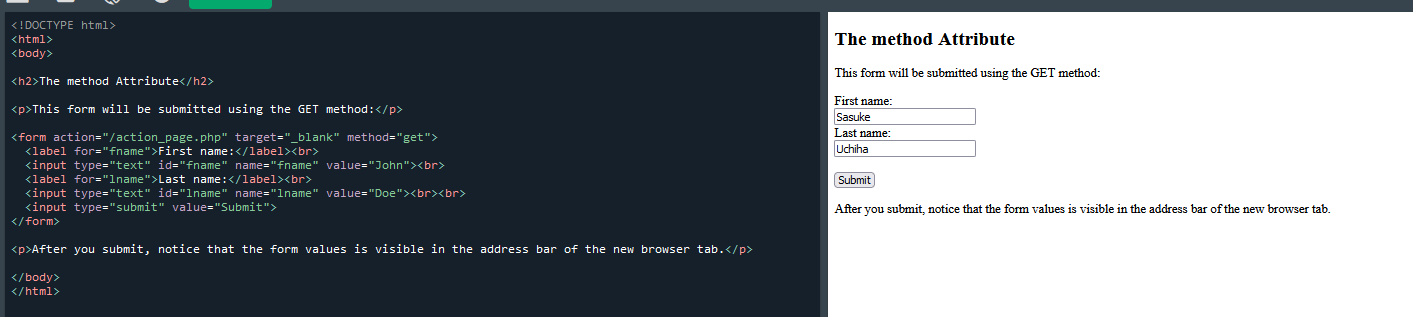 <!DOCTYPE html>
<html>
<body>
<h2>The method Attribute</h2>
<p>This form will be submitted using the GET method:</p>
<form action="/action_page.php" target="_blank" method="get">
<label for="fname">First name:</label><br>
<input type="text" id="fname" name="fname" value="John"><br>
<label for="lname">Last name:</label><br>
<input type="text" id="lname" name="lname" value="Doe"><br><br>
<input type="submit" value="Submit">
</form>
<p>After you submit, notice that the form values is visible in the address bar of the new browser tab.</p>
</body>
</html>
The method Attribute
This form will be submitted using the GET method:
First name:
Sasuke
Last name:
Uchiha
Submit
After you submit, notice that the form values is visible in the address bar of the new browser tab.